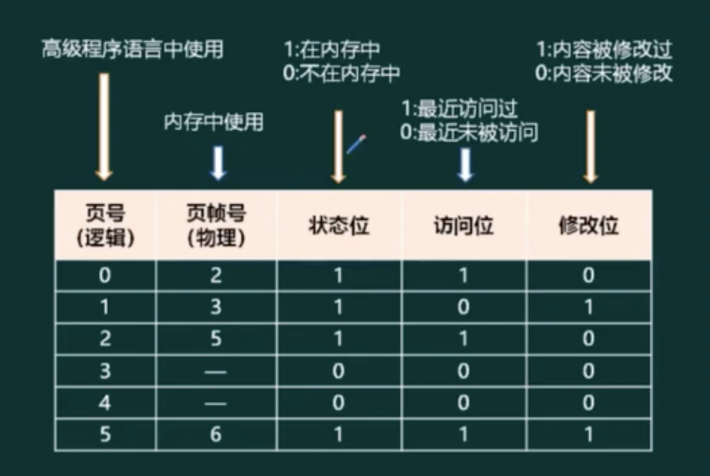 高级程序语言中使用
1:在内存中
0:不在内存中
1:内容被修改过
0:内容未被修改
内存中使用
1:最近访问过
0:最近未被访问
页号
(逻辑)
页帧号
(物理)
状态位
访问位
修改位
0 2 1 1 0
1 3 1 0 1
2 5 1 1 0
3 — 0 0 0
4 — 0 0 0
5 6 1 1 1